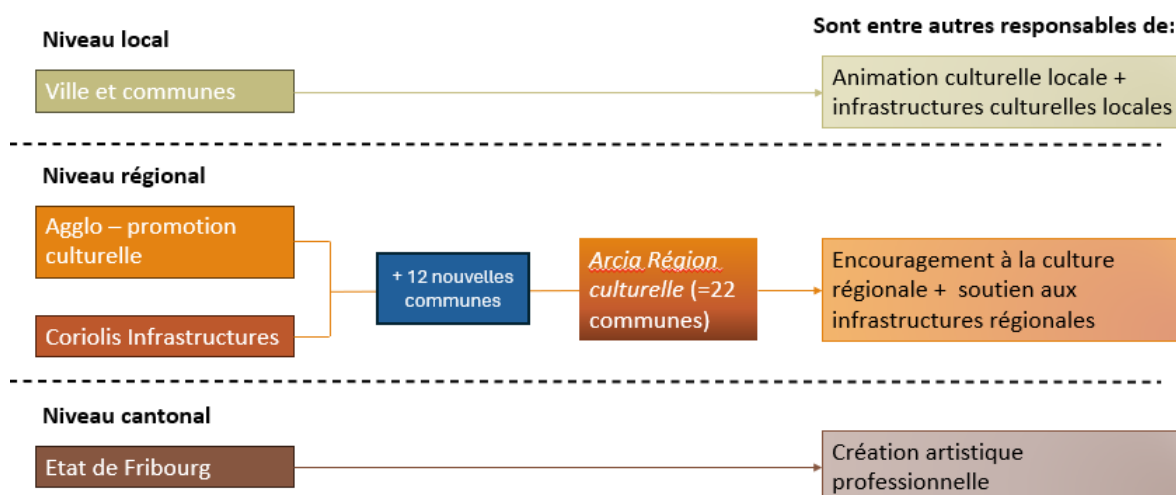 Niveau local
Sont entre autres responsables de:
Ville et communes
Animation culturelle locale +
infrastructures culturelles locales
Niveau régional
Agglo – promotion
culturelle
Coriolis Infrastructures
+ 12 nouvelles
communes
Arcia Région
culturelle (=22
communes)
Encouragement à la culture
régionale + soutien aux
infrastructures régionales
Niveau cantonal
Etat de Fribourg
Création artistique
professionnelle